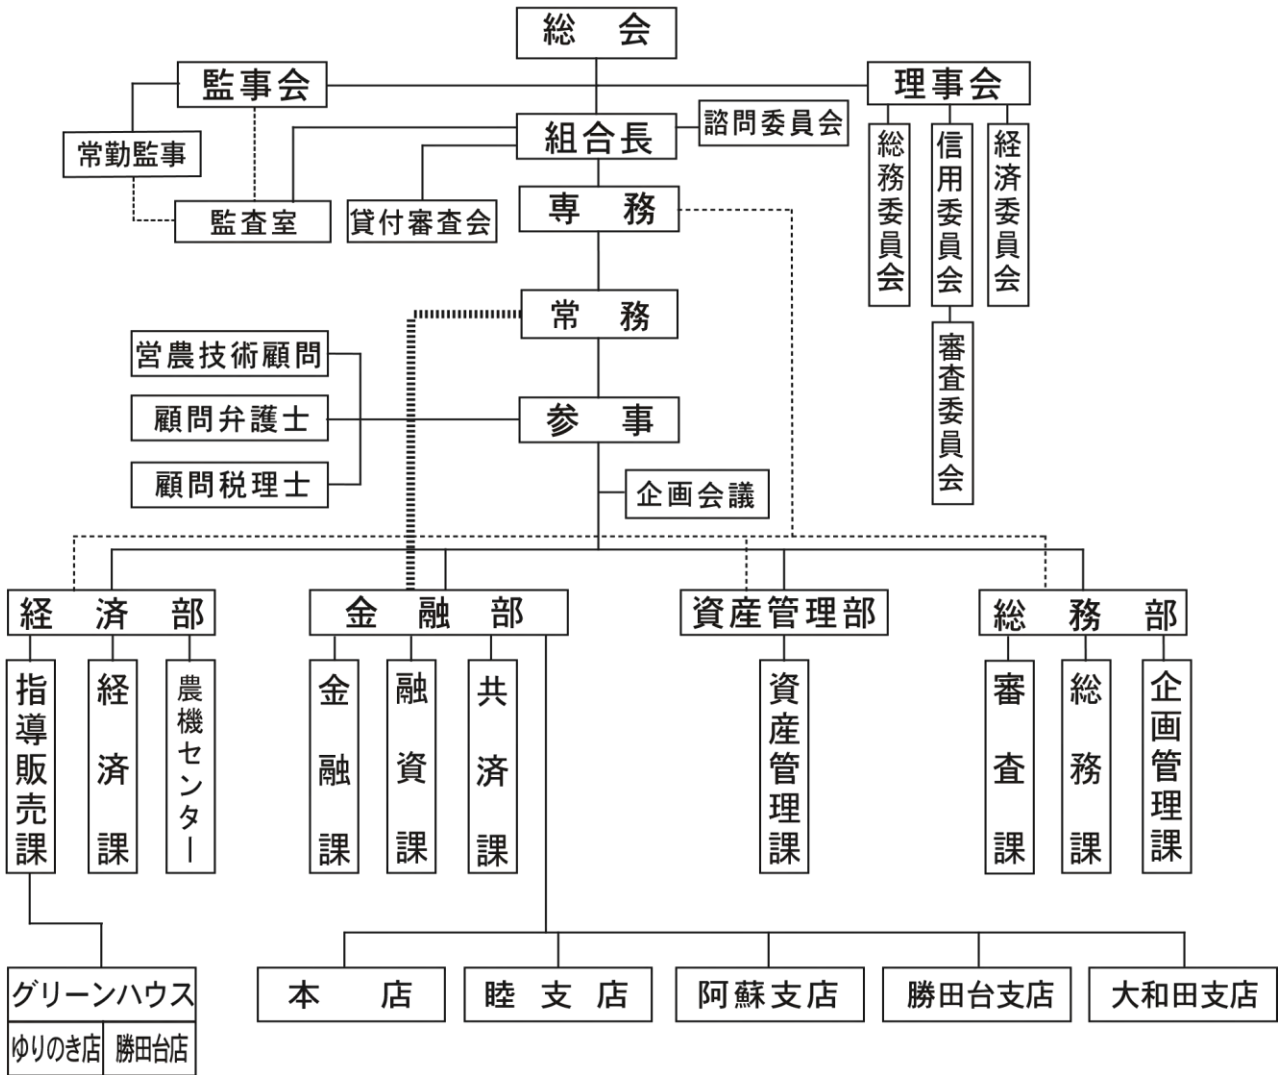 総会
監事会
理事会
組合長
諮問委員会
常勤監事
監査室
貸付審査会
専務
総務委員会
信用委員会
経済委員会
審査委員会
常務
営農技術顧問
顧問弁護士
顧問税理士
参事
企画会議
経済部
金融部
資産管理部
総務部
指導販売課
経済課
農機センター
金融課
融資課
共済課
資産管理課
審査課
総務課
企画管理課
グリーンハウス
ゆりのき店
勝田台店
本店
睦支店
阿蘇支店
勝田台支店
大和田支店